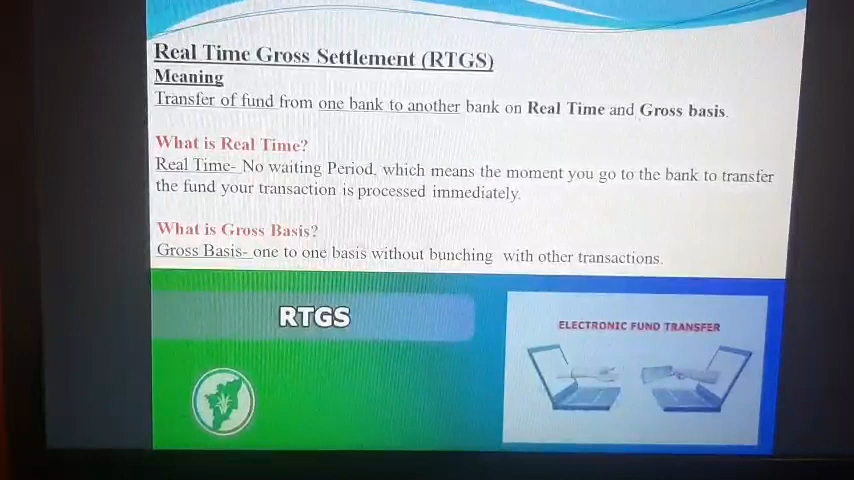 Real Time Gross Settlement (RTGS)
Meaning
Transfer of fund from one bank to another bank on Real Time and Gross basis.
What is Real Time?
Real Time- No waiting Period, which means the moment you go to the bank to transfer
the fund your transaction is processed immediately.
What is Gross Basis?
Gross Basis- one to one basis without bunching with other transactions.
RTGS
ELECTRONIC FUND TRANSFER